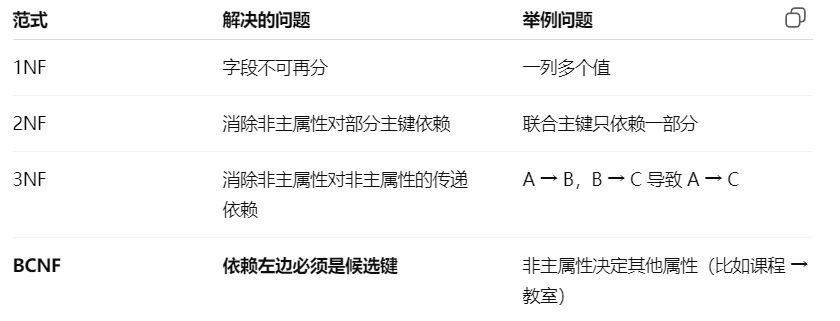 范式 解决的问题 举例问题
1NF 字段不可再分 一列多个值
2NF 消除非主属性对部分主键依赖 联合主键只依赖一部分
3NF 消除非主属性对非主属性的传递 A → B，B → C 导致 A → C
依赖
BCNF 依赖左边必须是候选键 非主属性决定其他属性（比如课程 →
教室）